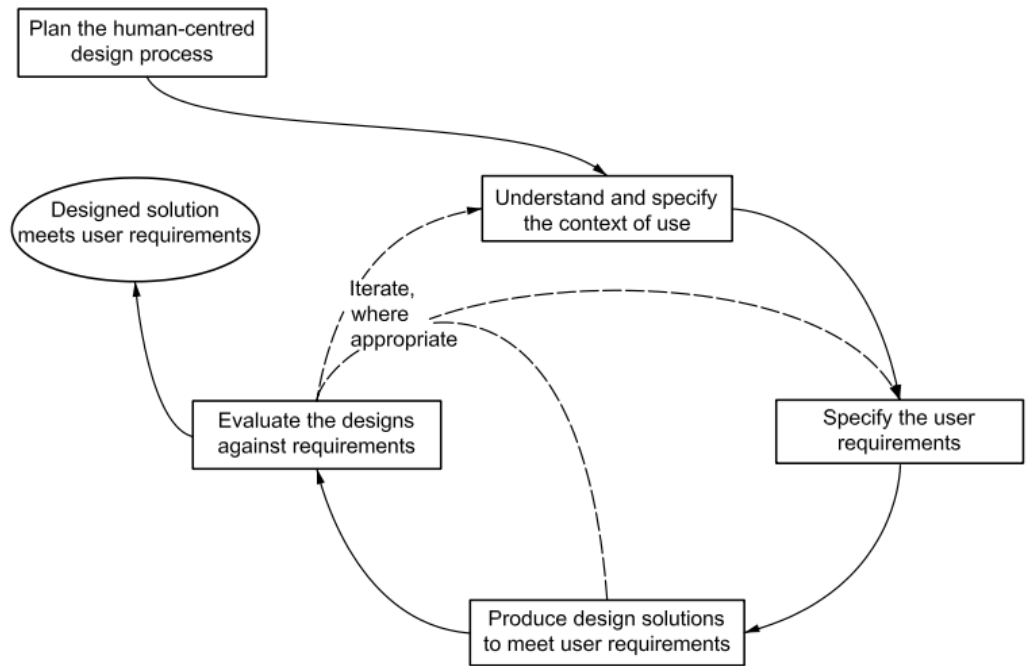 Plan the human-centred
design process
Understand and specify
the context of use
Designed solution
meets user requirements
Iterate,
where
appropriate
Evaluate the designs
against requirements
Specify the user
requirements
Produce design solutions
to meet user requirements